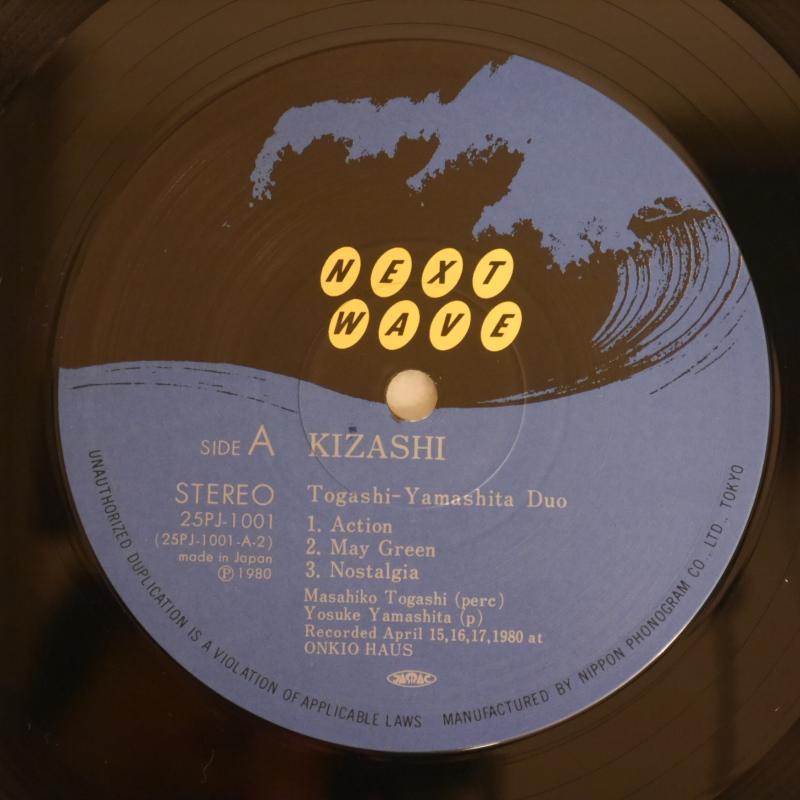 NEXT
WAVE
SIDE A
KIZASHI
STEREO
25PJ-1001
(25PJ-1001-A-2)
made in Japan
Ⓟ 1980
Togashi-Yamashita Duo
1. Action
2. May Green
3. Nostalgia
Masahiko Togashi (perc)
Yosuke Yamashita (p)
Recorded April 15,16,17,1980 at
ONKIO HAUS
JASRAC
UNAUTHORIZED DUPLICATION IS A VIOLATION OF APPLICABLE LAWS MANUFACTURED BY NIPPON PHONOGRAM CO., LTD., TOKYO